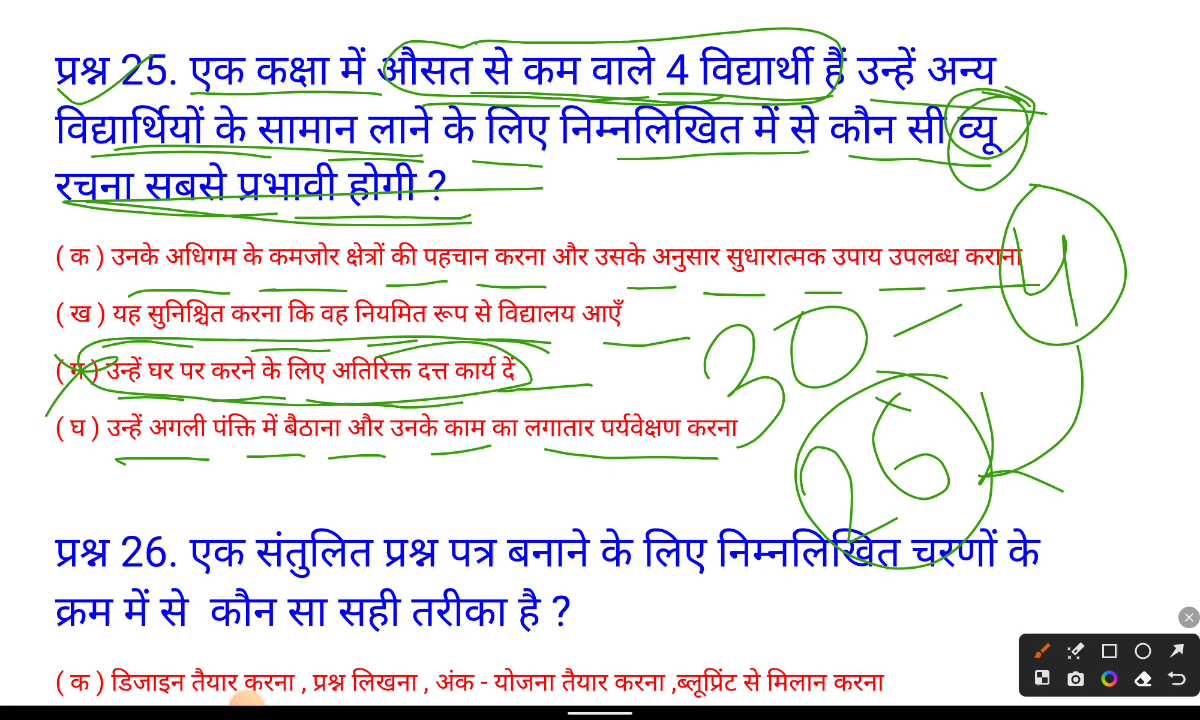 प्रश्न 25. एक कक्षा में औसत से कम वाले 4 विद्यार्थी हैं उन्हें अन्य
विद्यार्थियों के सामान लाने के लिए निम्नलिखित में से कौन सी व्यू
रचना सबसे प्रभावी होगी ?
( क ) उनके अधिगम के कमजोर क्षेत्रों की पहचान करना और उसके अनुसार सुधारात्मक उपाय उपलब्ध कराना
( ख ) यह सुनिश्चित करना कि वह नियमित रूप से विद्यालय आएँ
( ग ) उन्हें घर पर करने के लिए अतिरिक्त दत्त कार्य दें
( घ ) उन्हें अगली पंक्ति में बैठाना और उनके काम का लगातार पर्यवेक्षण करना
30 - 4
26
प्रश्न 26. एक संतुलित प्रश्न पत्र बनाने के लिए निम्नलिखित चरणों के
क्रम में से कौन सा सही तरीका है ?
( क ) डिजाइन तैयार करना , प्रश्न लिखना , अंक - योजना तैयार करना ,ब्लूप्रिंट से मिलान करना